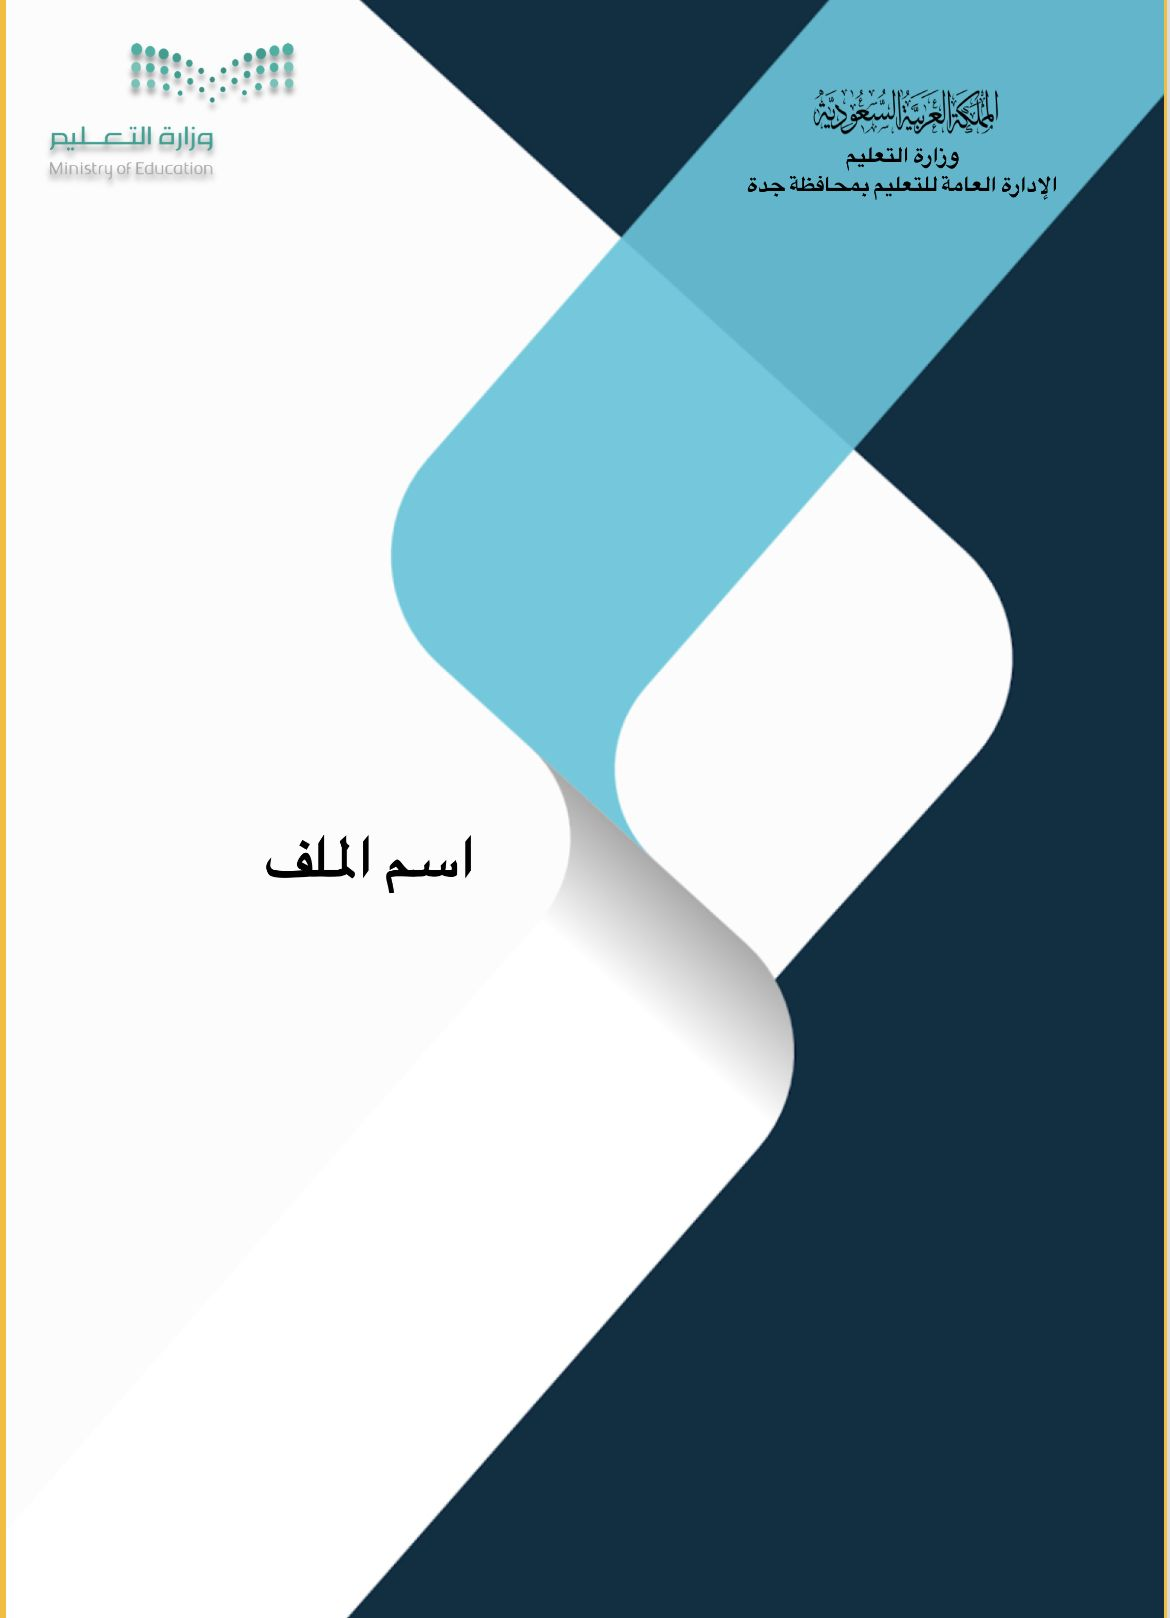 المملكة العربية السعودية
وزارة التعليم
الإدارة العامة للتعليم بمحافظة جدة
وزارة التعليم
Ministry of Education
اسم الملف